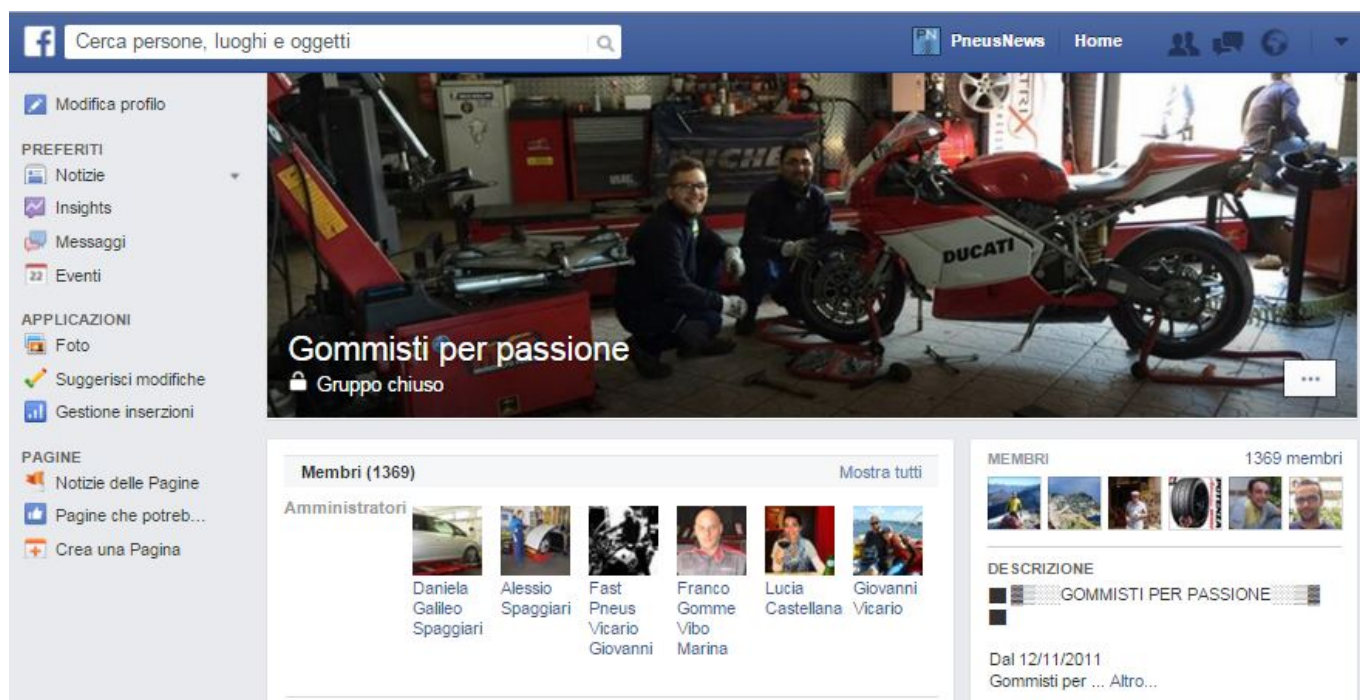 f
Cerca persone, luoghi e oggetti
PN
PneusNews
Home
Modifica profilo
PREFERITI
Notizie
Insights
Messaggi
22 Eventi
APPLICAZIONI
Foto
Suggerisci modifiche
Gestione inserzioni
PAGINE
Notizie delle Pagine
Pagine che potreb...
Crea una Pagina
DUCATI
Gommisti per passione
Gruppo chiuso
...
Membri (1369)
Mostra tutti
Amministratori
Daniela
Galileo
Spaggiari
Alessio
Spaggiari
Fast
Pneus
Vicario
Giovanni
Franco
Gomme
Vibo
Marina
Lucia
Castellana
Giovanni
Vicario
MEMBRI
1369 membri
DESCRIZIONE
■ ▓░░░GOMMISTI PER PASSIONE░░░▓
■
Dal 12/11/2011
Gommisti per ... Altro...